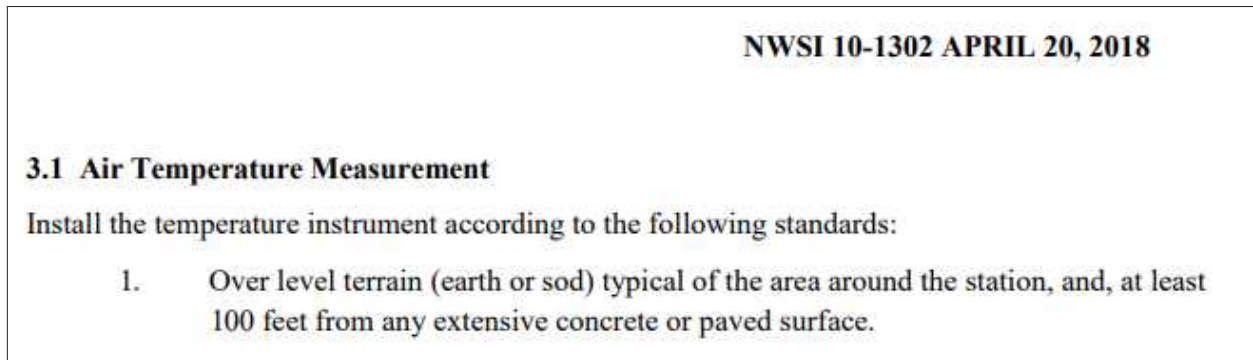 NWSI 10-1302 APRIL 20, 2018
3.1 Air Temperature Measurement
Install the temperature instrument according to the following standards:
1. Over level terrain (earth or sod) typical of the area around the station, and, at least
100 feet from any extensive concrete or paved surface.